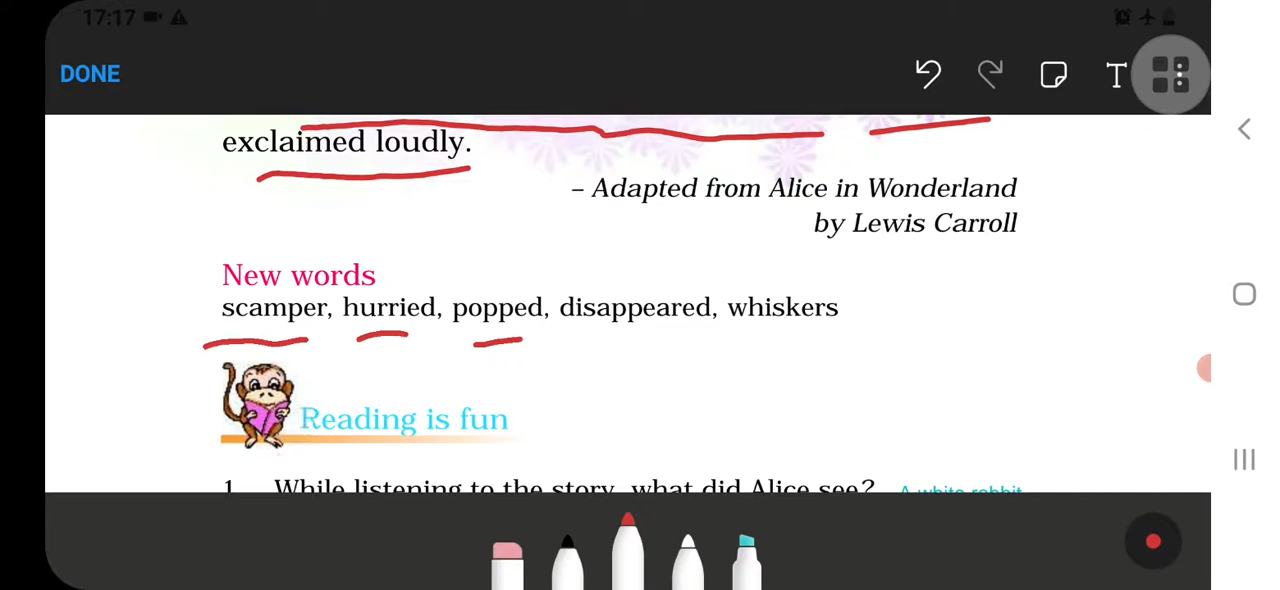 17:17
DONE
T
exclaimed loudly.
– Adapted from Alice in Wonderland
by Lewis Carroll
New words
scamper, hurried, popped, disappeared, whiskers
Reading is fun
1. While listening to the story, what did Alice see? A white rabbit